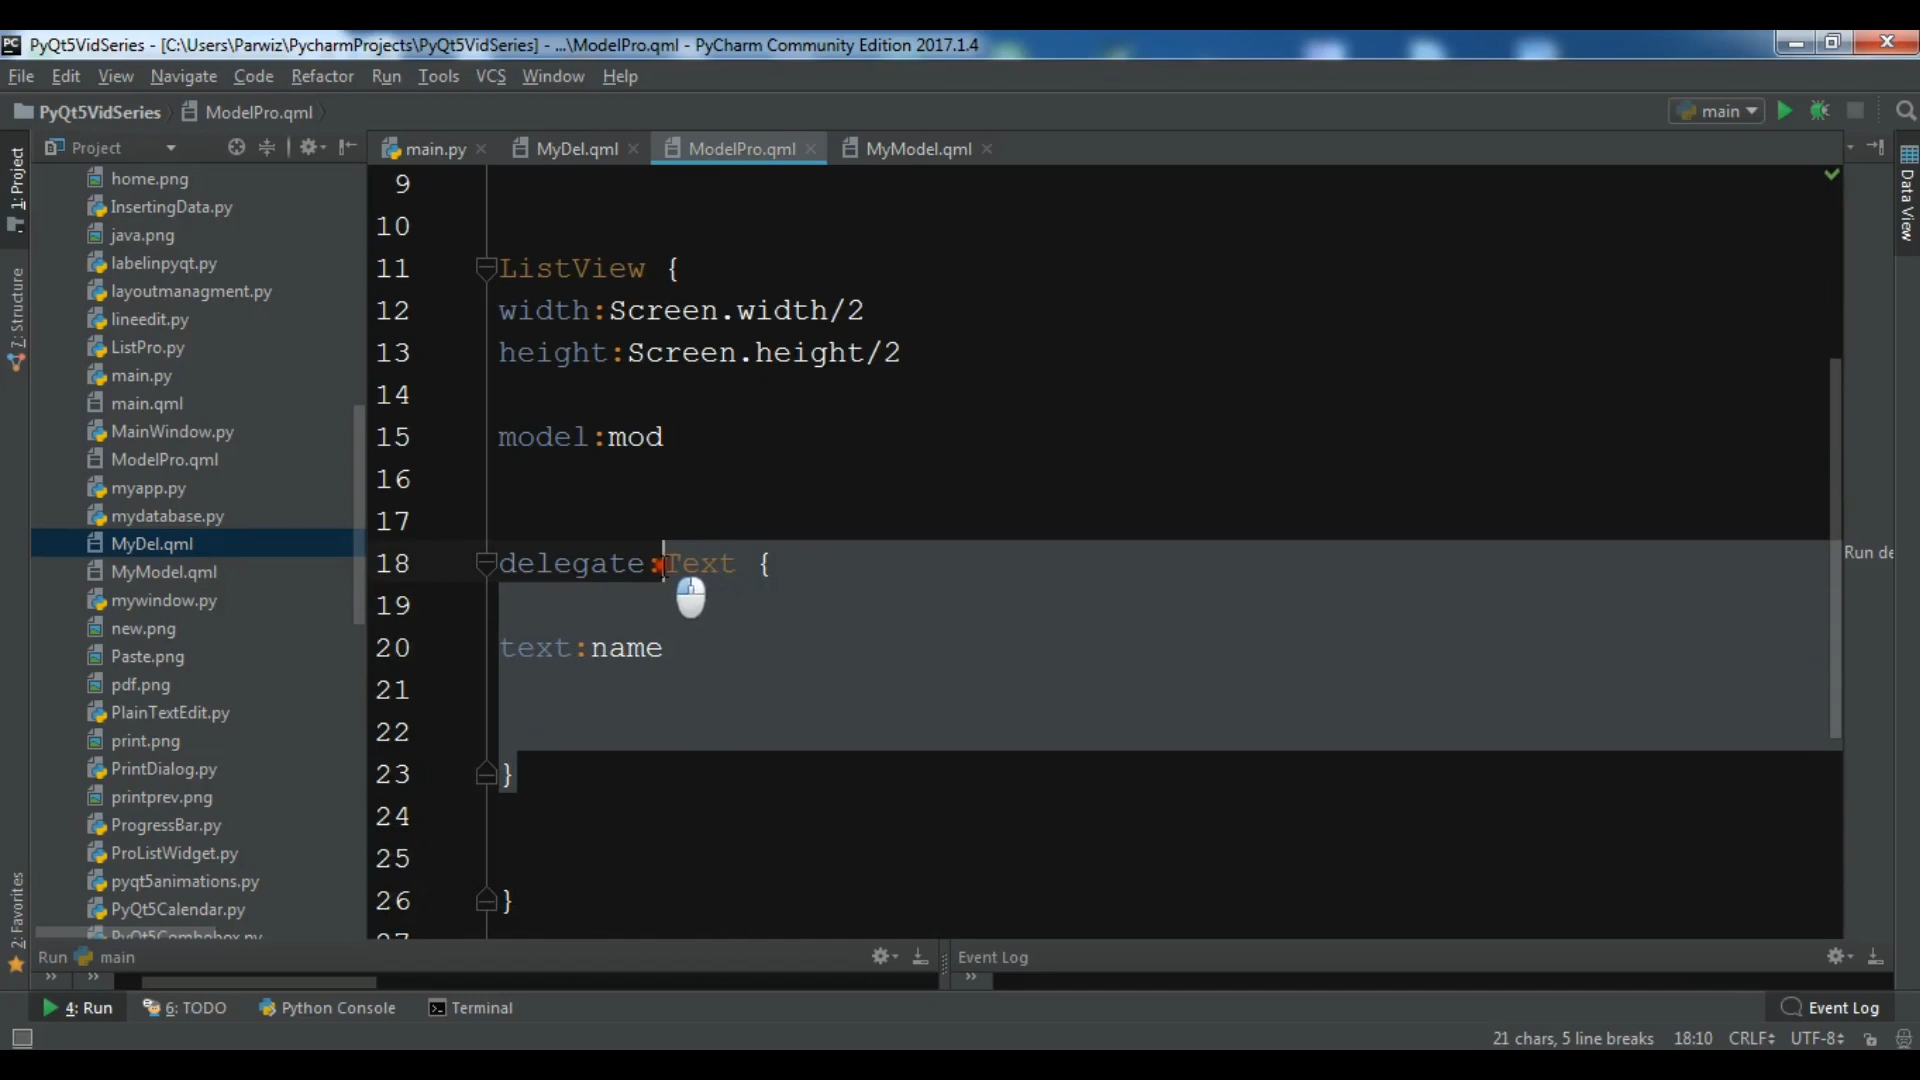 PyQt5VidSeries - [C:\Users\Parwiz\PycharmProjects\PyQt5VidSeries] - ...\ModelPro.qml - PyCharm Community Edition 2017.1.4
File Edit View Navigate Code Refactor Run Tools VCS Window Help
PyQt5VidSeries ModelPro.qml main
Project main.py MyDel.qml ModelPro.qml MyModel.qml
1: Project
7: Structure
2: Favorites
home.png
InsertingData.py
java.png
labelinpyqt.py
layoutmanagment.py
lineedit.py
ListPro.py
main.py
main.qml
MainWindow.py
ModelPro.qml
myapp.py
mydatabase.py
MyDel.qml
MyModel.qml
mywindow.py
new.png
Paste.png
pdf.png
PlainTextEdit.py
print.png
PrintDialog.py
printprev.png
ProgressBar.py
ProListWidget.py
pyqt5animations.py
PyQt5Calendar.py
PyQt5Combobox.py
9
10
11 ListView {
12 width:Screen.width/2
13 height:Screen.height/2
14
15 model:mod
16
17
18 delegate:Text {
19
20 text:name
21
22
23 }
24
25
26 }
27
Data View
Run de
Run main
Event Log
4: Run 6: TODO Python Console Terminal Event Log
21 chars, 5 line breaks 18:10 CRLF UTF-8